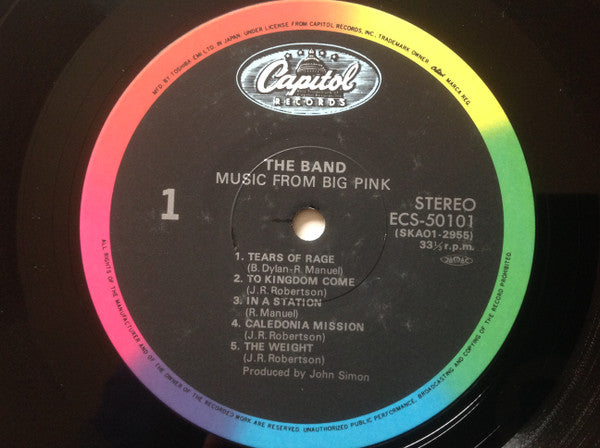 MFD. BY TOSHIBA EMI LTD. IN JAPAN. UNDER LICENSE FROM CAPITOL RECORDS, INC., TRADEMARK OWNER Capitol MARCA REG.
Capitol
RECORDS
THE BAND
MUSIC FROM BIG PINK
1
STEREO
ECS-50101
(SKAO1-2955)
33⅓ r.p.m.
1. TEARS OF RAGE
(B. Dylan-R. Manuel)
2. TO KINGDOM COME
(J.R. Robertson)
3. IN A STATION
(R. Manuel)
4. CALEDONIA MISSION
(J.R. Robertson)
5. THE WEIGHT
(J.R. Robertson)
Produced by John Simon
ALL RIGHTS OF THE MANUFACTURER AND OF THE OWNER OF THE RECORDED WORK ARE RESERVED. UNAUTHORIZED PUBLIC PERFORMANCE, BROADCASTING AND COPYING OF THE RECORD PROHIBITED